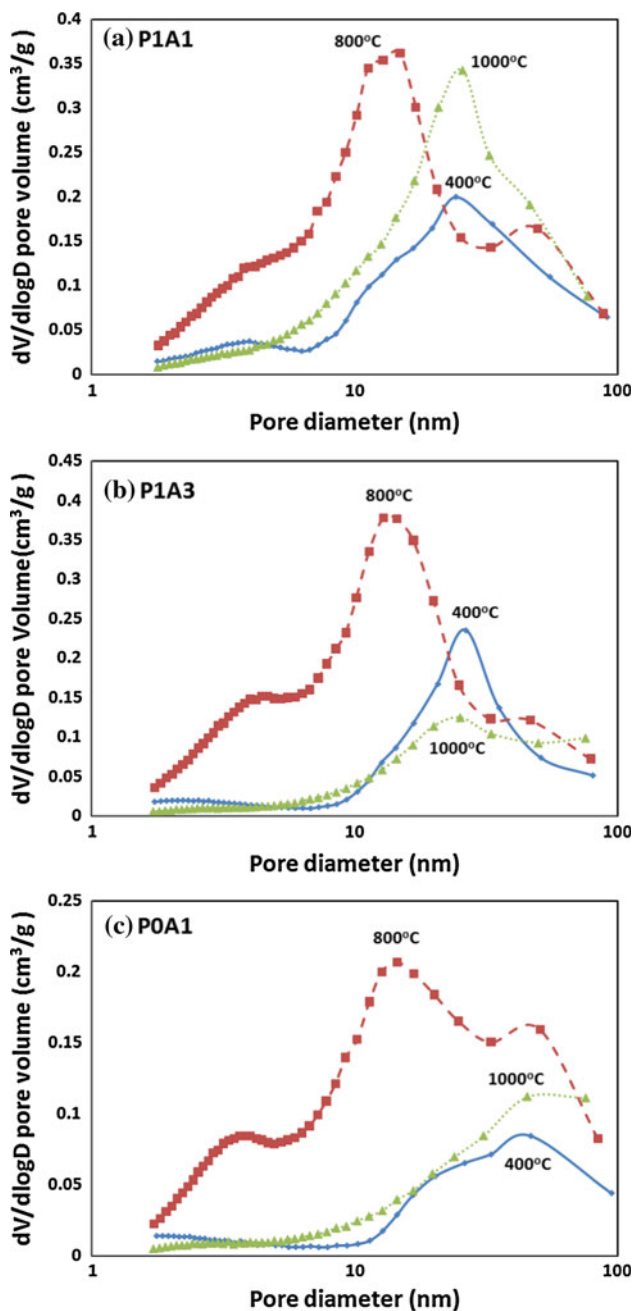 (a) P1A1
800°C
1000°C
400°C
dV/dlogD pore volume (cm³/g)
0.4
0.35
0.3
0.25
0.2
0.15
0.1
0.05
0
1
10
100
Pore diameter (nm)
(b) P1A3
800°C
400°C
1000°C
dV/dlogD pore Volume(cm³/g )
0.45
0.4
0.35
0.3
0.25
0.2
0.15
0.1
0.05
0
1
10
100
Pore diameter (nm)
(c) P0A1
800°C
1000°C
400°C
dV/dlogD pore volume (cm³/g )
0.25
0.2
0.15
0.1
0.05
0
1
10
100
Pore diameter (nm)